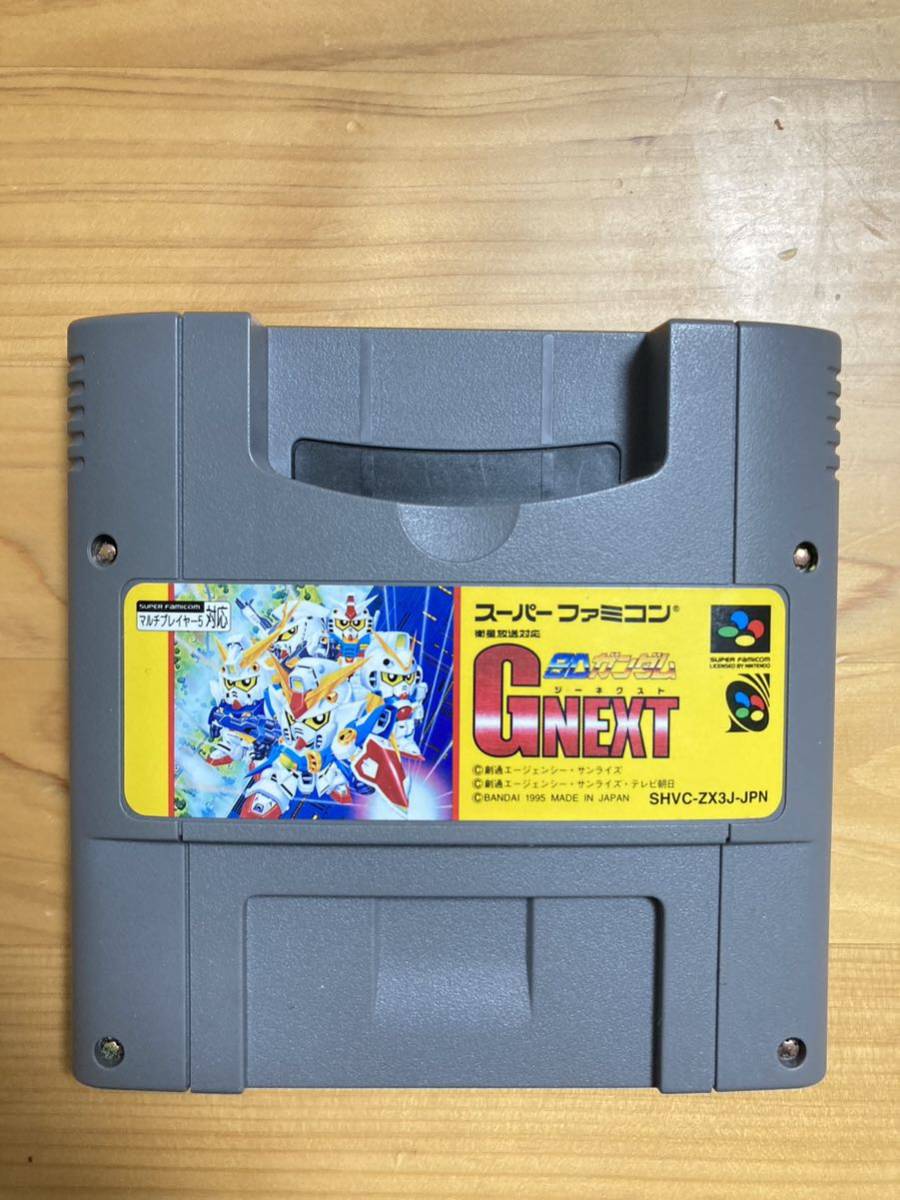 SUPER FAMICOM
マルチプレイヤー5 対応
スーパーファミコン®
衛星放送対応
SDガンダム
ジーネクスト
GNEXT
©創通エージェンシー・サンライズ
©創通エージェンシー・サンライズ・テレビ朝日
©BANDAI 1995 MADE IN JAPAN
SHVC-ZX3J-JPN
SUPER FAMICOM
LICENSED BY NINTENDO